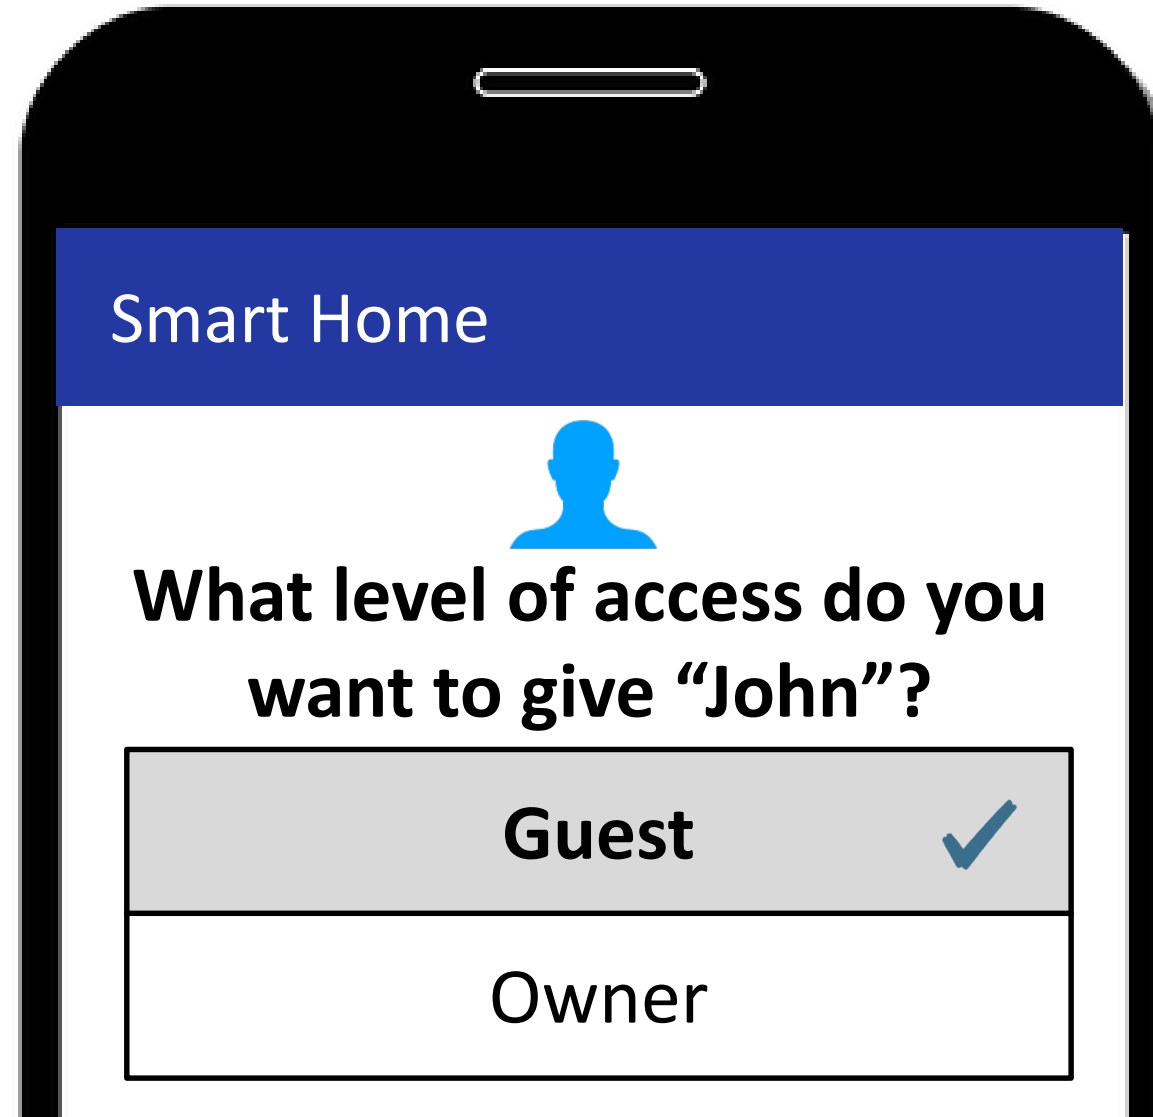 Smart Home
What level of access do you
want to give “John”?
Guest
Owner